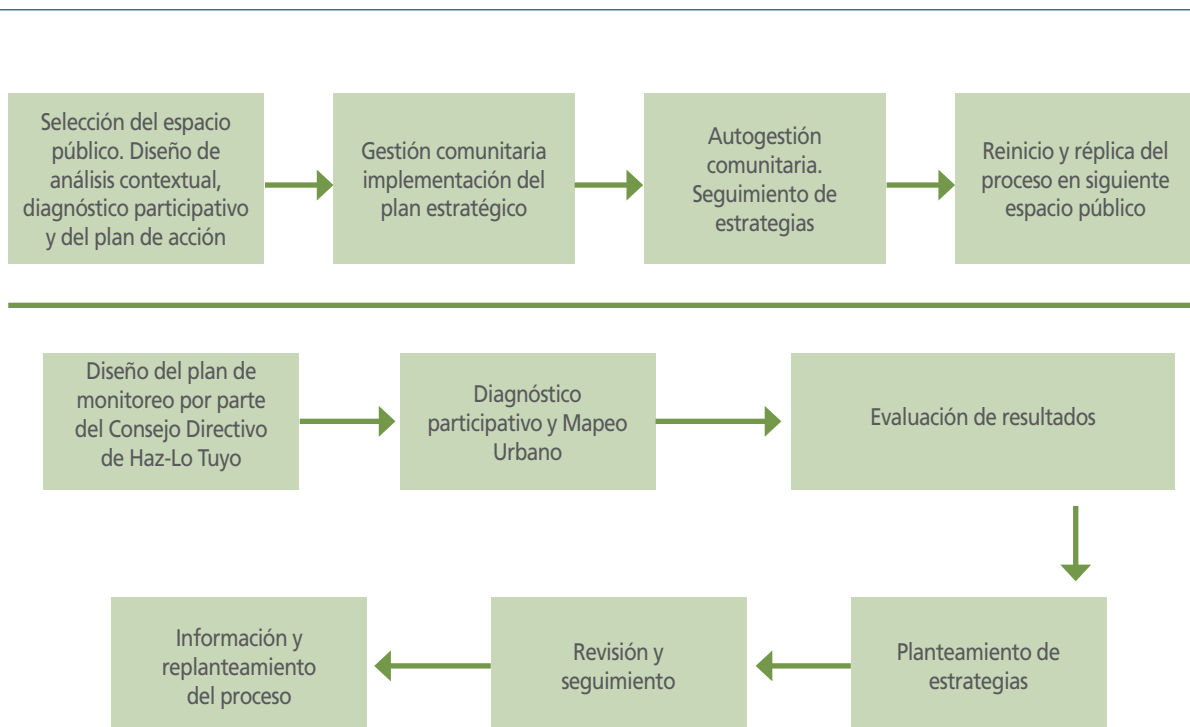 Selección del espacio
público. Diseño de
análisis contextual,
diagnóstico participativo
y del plan de acción
Gestión comunitaria
implementación del
plan estratégico
Autogestión
comunitaria.
Seguimiento de
estrategias
Reinicio y réplica del
proceso en siguiente
espacio público
Diseño del plan de
monitoreo por parte
del Consejo Directivo
de Haz-Lo Tuyo
Diagnóstico
participativo y Mapeo
Urbano
Evaluación de resultados
Planteamiento de
estrategias
Revisión y
seguimiento
Información y
replanteamiento
del proceso